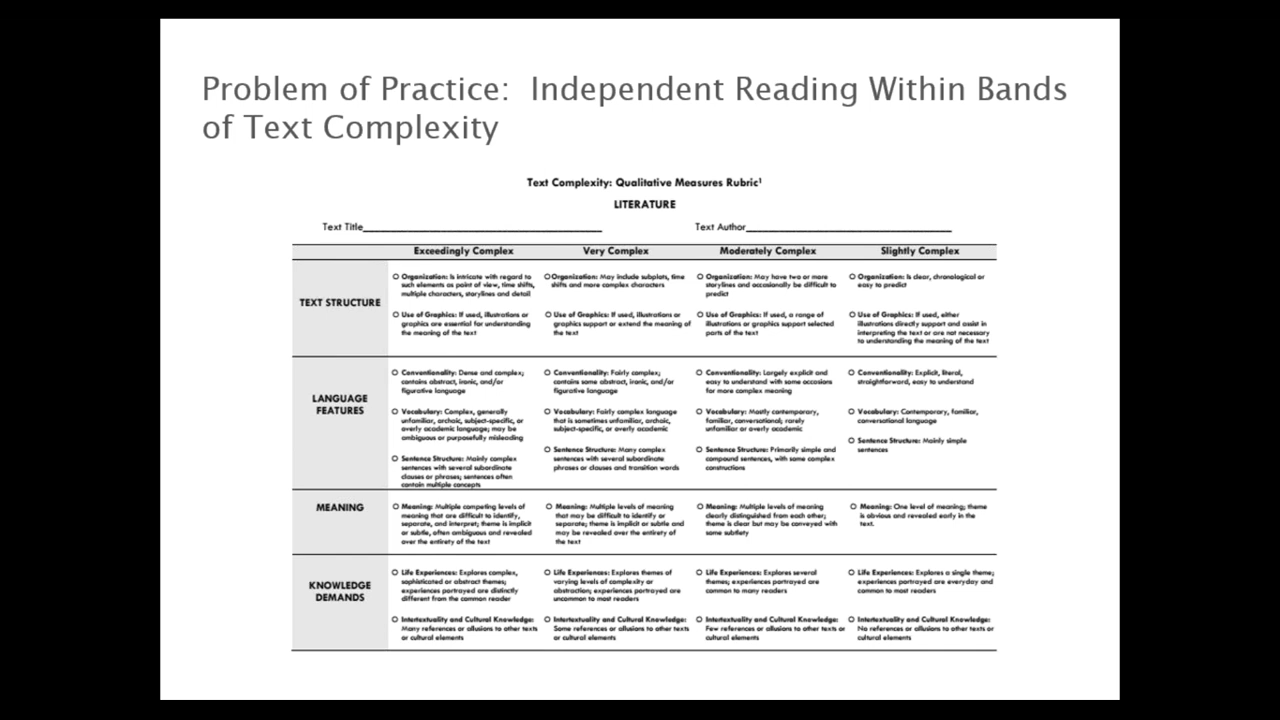 Problem of Practice:  Independent Reading Within Bands
of Text Complexity
Text Complexity: Qualitative Measures Rubric¹
LITERATURE
Text Title____________________ Text Author____________________
Exceedingly Complex Very Complex Moderately Complex Slightly Complex
TEXT STRUCTURE
Organization: Is intricate with regard to
such elements as point of view, time shifts,
multiple characters, storylines and detail
Use of Graphics: If used, illustrations or
graphics are essential for understanding
the meaning of the text
Organization: May include subplots, time
shifts and more complex characters
Use of Graphics: If used, illustrations or
graphics support or extend the meaning of
the text
Organization: May have two or more
storylines and occasionally be difficult to
predict
Use of Graphics: If used, a range of
illustrations or graphics support selected
parts of the text
Organization: Is clear, chronological or
easy to predict
Use of Graphics: If used, either
illustrations directly support and assist in
interpreting the text or are not necessary
to understanding the meaning of the text
LANGUAGE
FEATURES
Conventionality: Dense and complex;
contains abstract, ironic, and/or
figurative language
Vocabulary: Complex, generally
unfamiliar, archaic, subject-specific, or
overly academic language; may be
ambiguous or purposefully misleading
Sentence Structure: Mainly complex
sentences with several subordinate
clauses or phrases; sentences often
contain multiple concepts
Conventionality: Fairly complex;
contains some abstract, ironic, and/or
figurative language
Vocabulary: Fairly complex language
that is sometimes unfamiliar, archaic,
subject-specific, or overly academic
Sentence Structure: Many complex
sentences with several subordinate
phrases or clauses and transition words
Conventionality: Largely explicit and
easy to understand with some occasions
for more complex meaning
Vocabulary: Mostly contemporary,
familiar, conversational; rarely
unfamiliar or overly academic
Sentence Structure: Primarily simple and
compound sentences, with some complex
constructions
Conventionality: Explicit, literal,
straightforward, easy to understand
Vocabulary: Contemporary, familiar,
conversational language
Sentence Structure: Mainly simple
sentences
MEANING
Meaning: Multiple competing levels of
meaning that are difficult to identify,
separate, and interpret; theme is implicit
or subtle, often ambiguous and revealed
over the entirety of the text
Meaning: Multiple levels of meaning
that may be difficult to identify or
separate; theme is implicit or subtle and
may be revealed over the entirety of
the text
Meaning: Multiple levels of meaning
clearly distinguished from each other;
theme is clear but may be conveyed with
some subtlety
Meaning: One level of meaning; theme
is obvious and revealed early in the
text.
KNOWLEDGE
DEMANDS
Life Experiences: Explores complex,
sophisticated or abstract themes;
experiences portrayed are distinctly
different from the common reader
Intertextuality and Cultural Knowledge:
Many references or allusions to other texts
or cultural elements
Life Experiences: Explores themes of
varying levels of complexity or
abstraction; experiences portrayed are
uncommon to most readers
Intertextuality and Cultural Knowledge:
Some references or allusions to other texts
or cultural elements
Life Experiences: Explores several
themes; experiences portrayed are
common to many readers
Intertextuality and Cultural Knowledge:
Few references or allusions to other texts or
cultural elements
Life Experiences: Explores a single theme;
experiences portrayed are everyday and
common to most readers
Intertextuality and Cultural Knowledge:
No references or allusions to other texts or
cultural elements